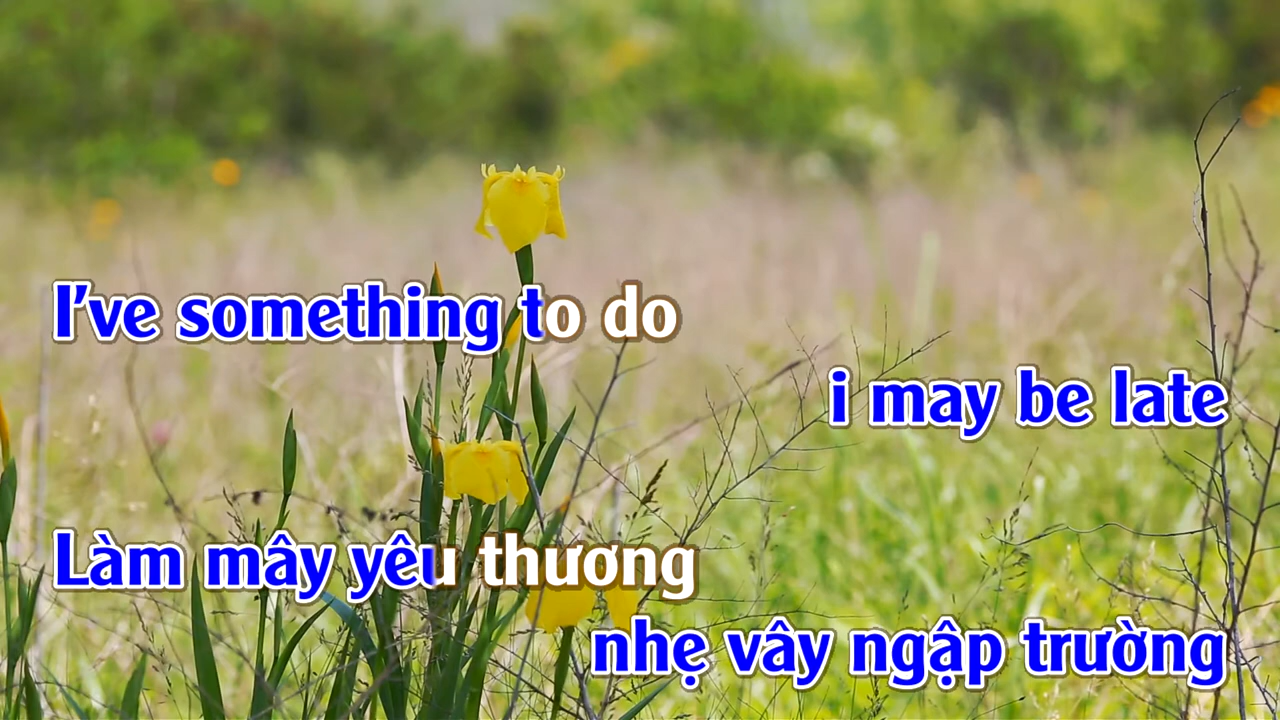 I've something to do
i may be late
Làm mây yêu thương
nhẹ vây ngập trường